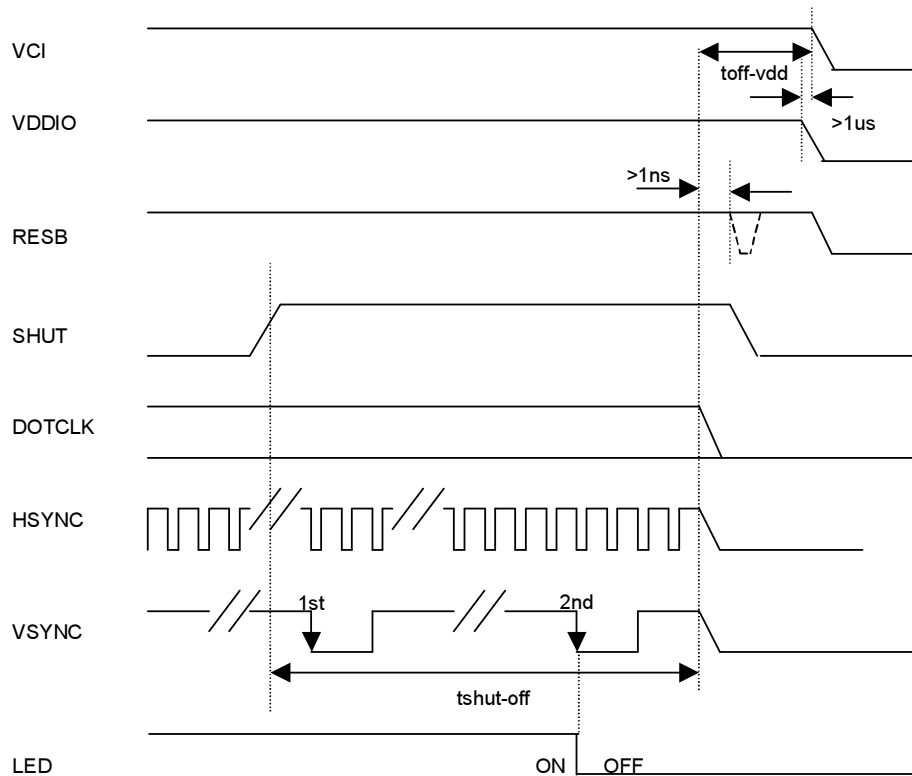 VCI
toff-vdd
VDDIO
>1us
>1ns
RESB
SHUT
DOTCLK
HSYNC
1st
2nd
VSYNC
tshut-off
LED
ON OFF